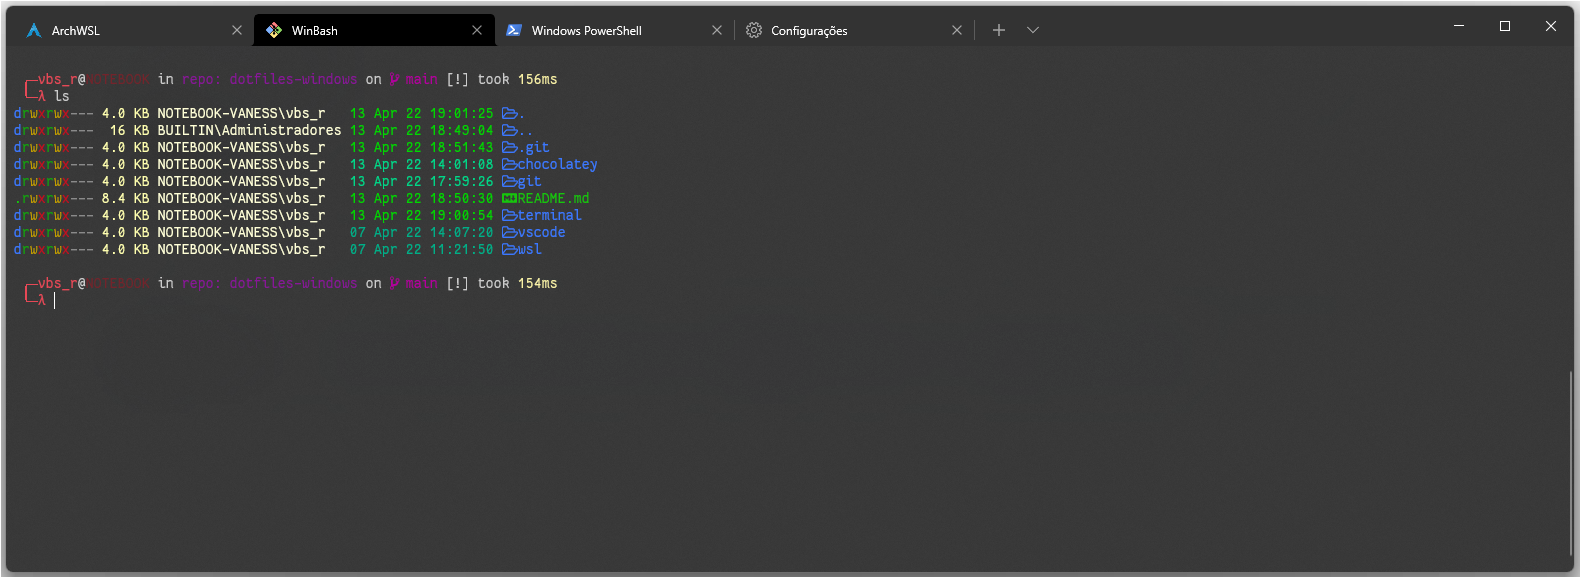 ArchWSL
WinBash
Windows PowerShell
Configurações
vbs_r@NOTEBOOK in repo: dotfiles-windows on main [!] took 156ms
λ ls
drwxrwx--- 4.0 KB NOTEBOOK-VANESS\vbs_r 13 Apr 22 19:01:25 .
drwxrwx--- 16 KB BUILTIN\Administradores 13 Apr 22 18:49:04 ..
drwxrwx--- 4.0 KB NOTEBOOK-VANESS\vbs_r 13 Apr 22 18:51:43 .git
drwxrwx--- 4.0 KB NOTEBOOK-VANESS\vbs_r 13 Apr 22 14:01:08 chocolatey
drwxrwx--- 4.0 KB NOTEBOOK-VANESS\vbs_r 13 Apr 22 17:59:26 git
.rwxrwx--- 8.4 KB NOTEBOOK-VANESS\vbs_r 13 Apr 22 18:50:30 README.md
drwxrwx--- 4.0 KB NOTEBOOK-VANESS\vbs_r 13 Apr 22 19:00:54 terminal
drwxrwx--- 4.0 KB NOTEBOOK-VANESS\vbs_r 07 Apr 22 14:07:20 vscode
drwxrwx--- 4.0 KB NOTEBOOK-VANESS\vbs_r 07 Apr 22 11:21:50 wsl
vbs_r@NOTEBOOK in repo: dotfiles-windows on main [!] took 154ms
λ